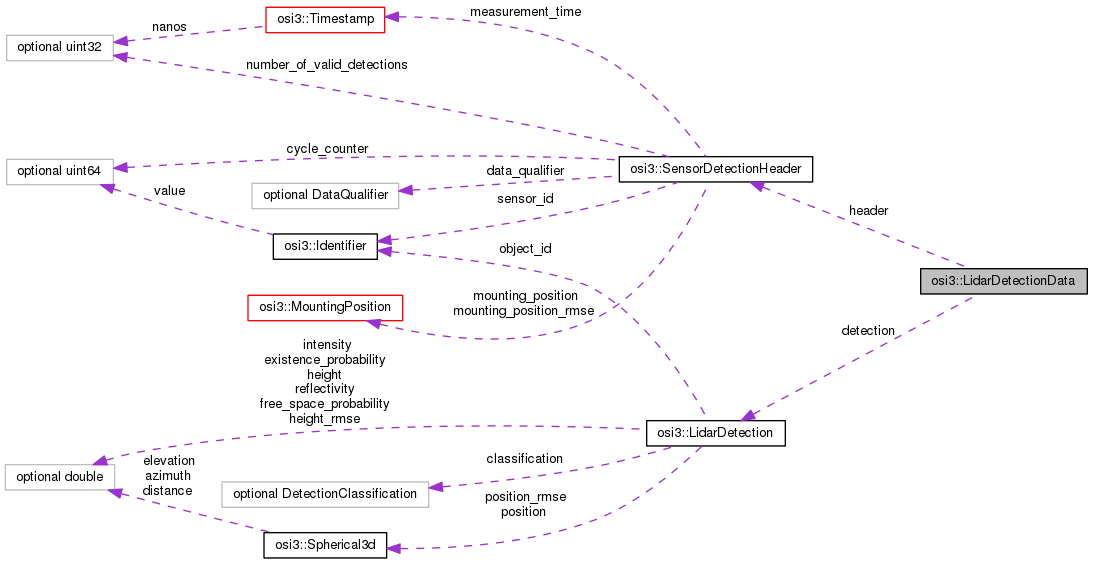 measurement_time
osi3::Timestamp
nanos
optional uint32
number_of_valid_detections
cycle_counter
osi3::SensorDetectionHeader
optional uint64
data_qualifier
value
optional DataQualifier
sensor_id
header
osi3::Identifier
object_id
osi3::LidarDetectionData
mounting_position
mounting_position_rmse
osi3::MountingPosition
detection
intensity
existence_probability
height
reflectivity
free_space_probability
height_rmse
osi3::LidarDetection
elevation
azimuth
distance
optional double
classification
optional DetectionClassification
position_rmse
position
osi3::Spherical3d